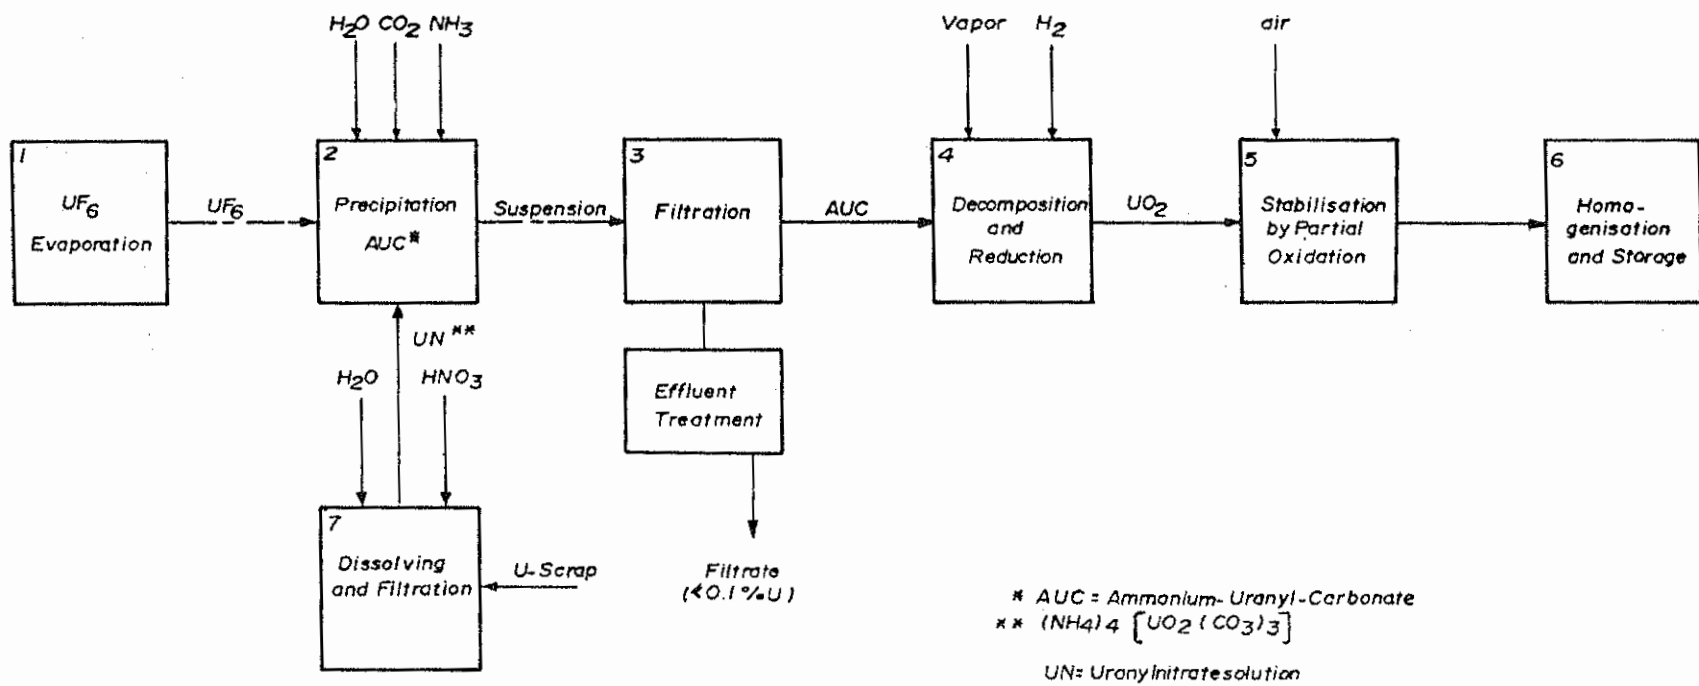 H2O CO2 NH3
Vapor H2
air
1
UF6
Evaporation
UF6
2
Precipitation
AUC*
Suspension
3
Filtration
AUC
4
Decomposition
and
Reduction
UO2
5
Stabilisation
by Partial
Oxidation
6
Homo-
genisation
and Storage
UN**
H2O HNO3
Effluent
Treatment
7
Dissolving
and Filtration
U-Scrap
Filtrate
(<0.1%U)
* AUC = Ammonium-Uranyl-Carbonate
** (NH4)4 [UO2(CO3)3]
UN= Uranylnitratesolution